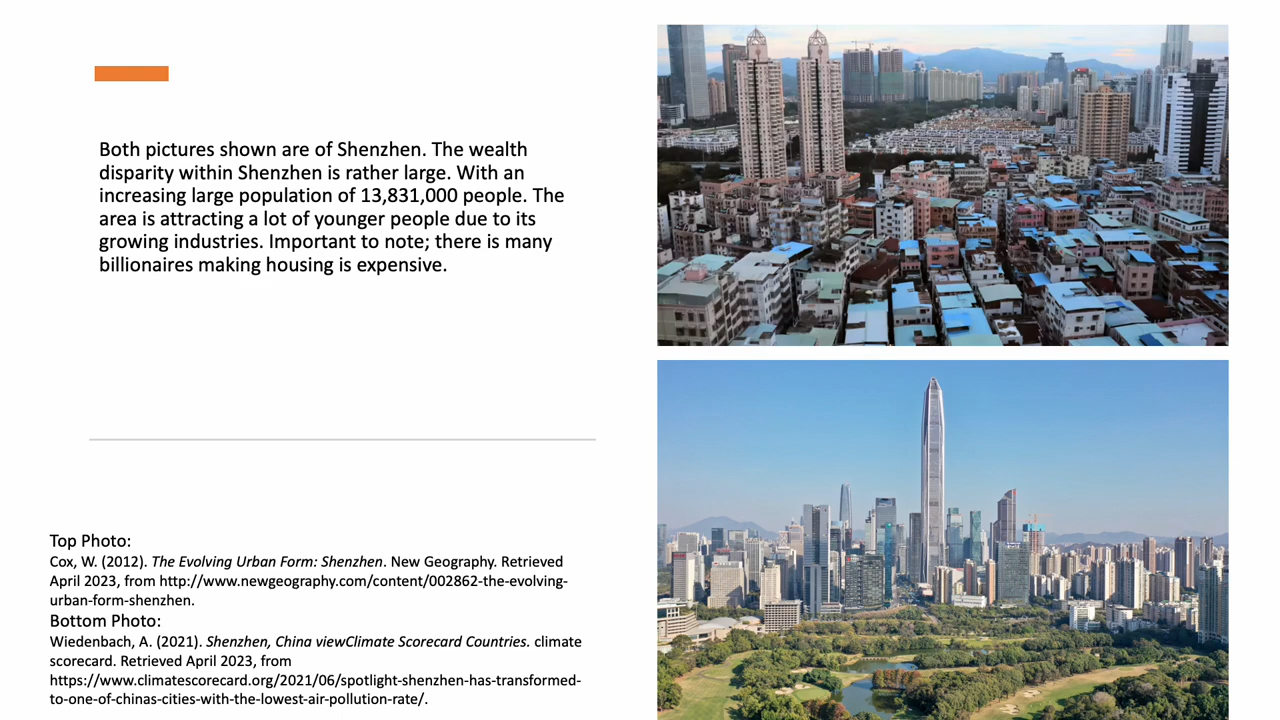 Both pictures shown are of Shenzhen. The wealth
disparity within Shenzhen is rather large. With an
increasing large population of 13,831,000 people. The
area is attracting a lot of younger people due to its
growing industries. Important to note; there is many
billionaires making housing is expensive.
Top Photo:
Cox, W. (2012). The Evolving Urban Form: Shenzhen. New Geography. Retrieved
April 2023, from http://www.newgeography.com/content/002862-the-evolving-
urban-form-shenzhen.
Bottom Photo:
Wiedenbach, A. (2021). Shenzhen, China viewClimate Scorecard Countries. climate
scorecard. Retrieved April 2023, from
https://www.climatescorecard.org/2021/06/spotlight-shenzhen-has-transformed-
to-one-of-chinas-cities-with-the-lowest-air-pollution-rate/.